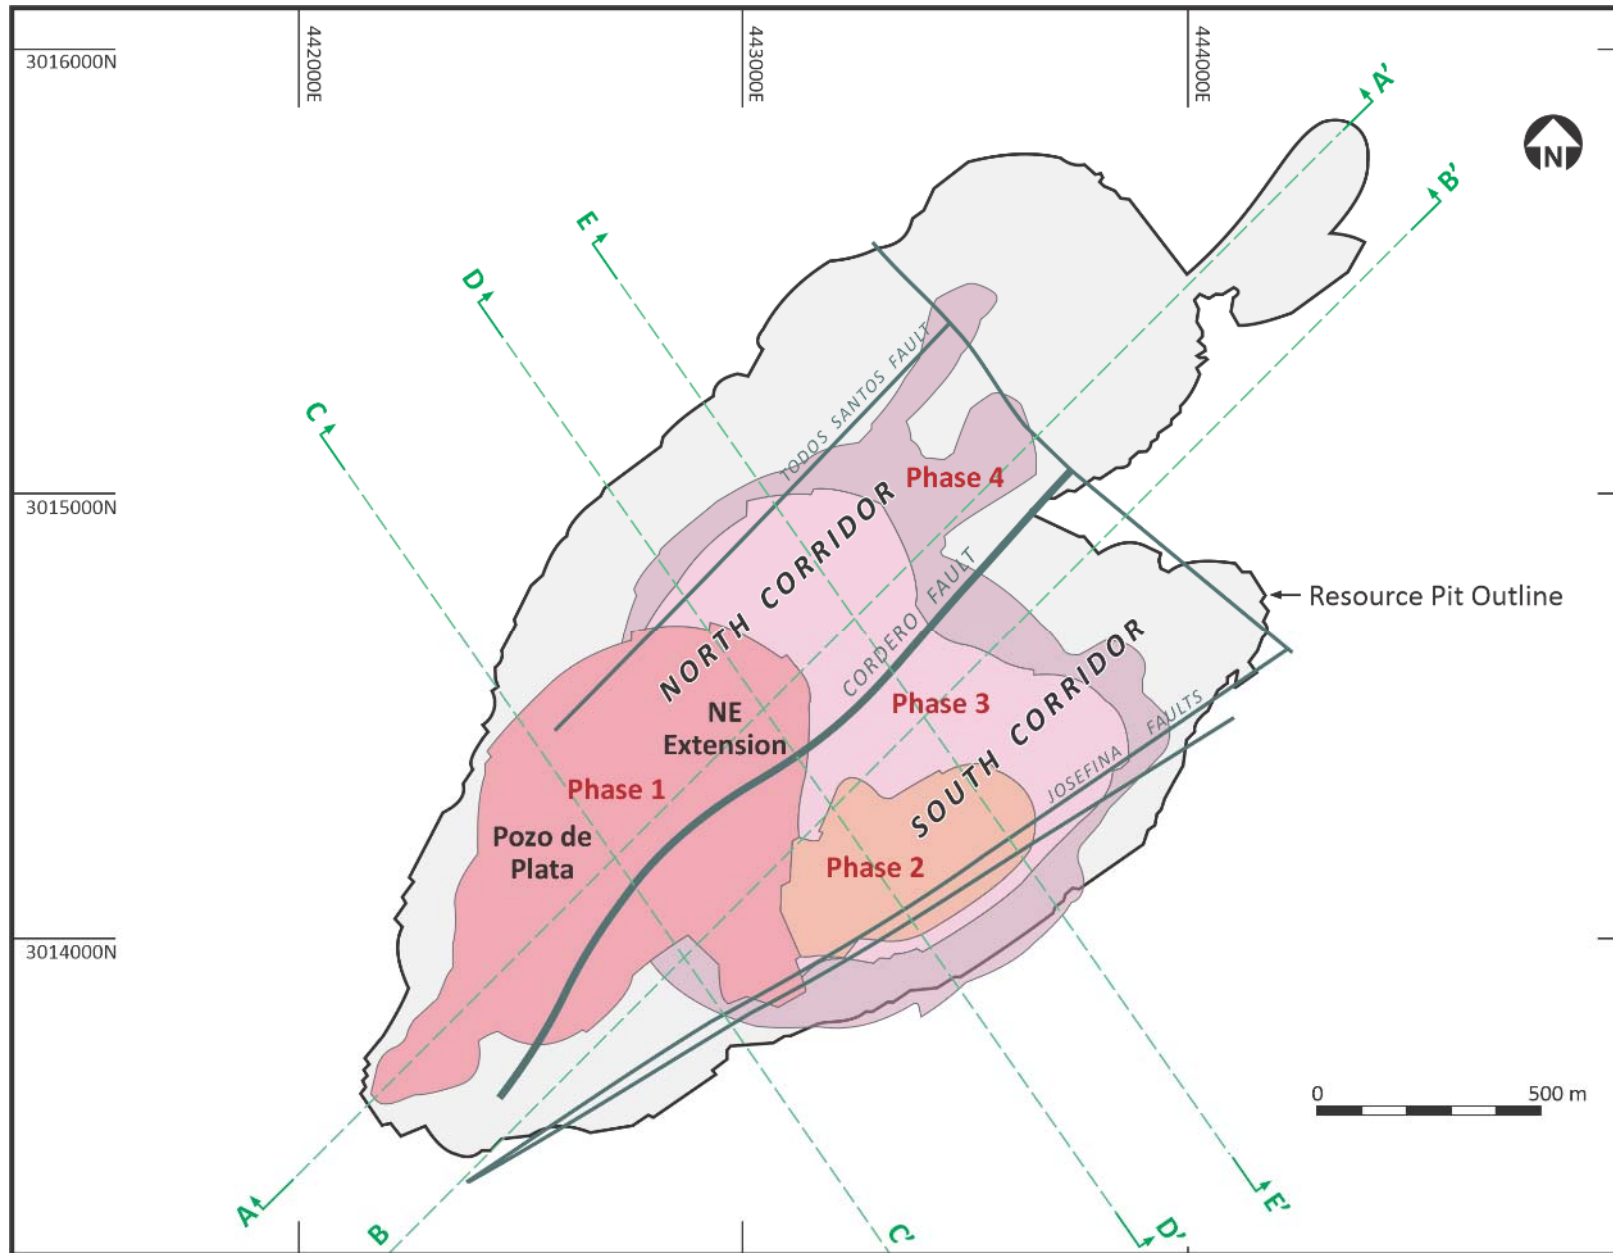 442000E
443000E
444000E
3016000N
A'
N
B'
E
D
C
TODOS SANTOS FAULT
Phase 4
3015000N
NORTH CORRIDOR
CORDERO FAULT
Resource Pit Outline
SOUTH CORRIDOR
Phase 3
NE
Extension
JOSEFINA FAULTS
Phase 1
Pozo de
Plata
Phase 2
3014000N
0 500 m
A
B
C'
D'
E'